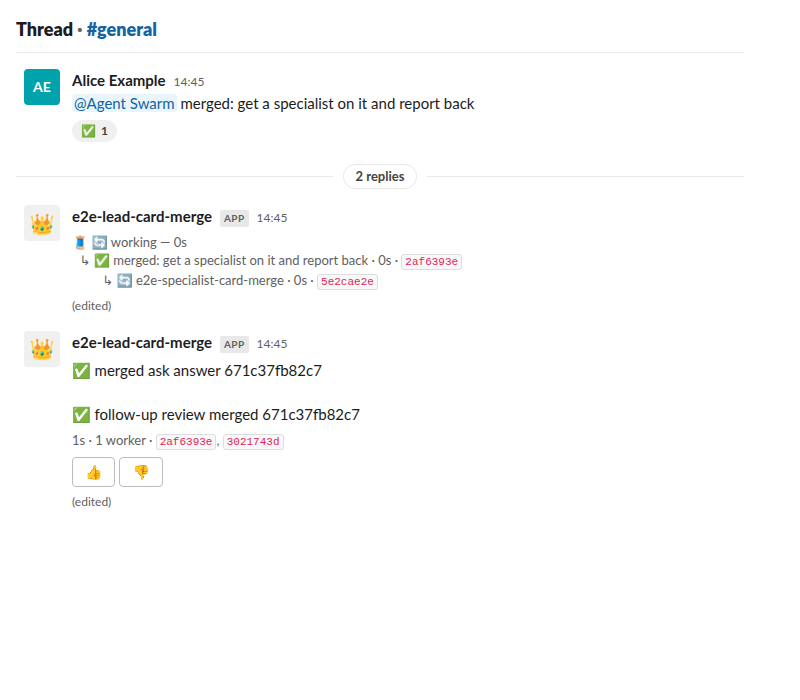 Thread • #general
AE
Alice Example 14:45
@Agent Swarm merged: get a specialist on it and report back
✅ 1
2 replies
e2e-lead-card-merge APP 14:45
🧵 🔄 working — 0s
↳ ✅ merged: get a specialist on it and report back · 0s · 2af6393e
↳ 🔄 e2e-specialist-card-merge · 0s · 5e2cae2e
(edited)
e2e-lead-card-merge APP 14:45
✅ merged ask answer 671c37fb82c7
✅ follow-up review merged 671c37fb82c7
1s · 1 worker · 2af6393e, 3021743d
👍 👎
(edited)